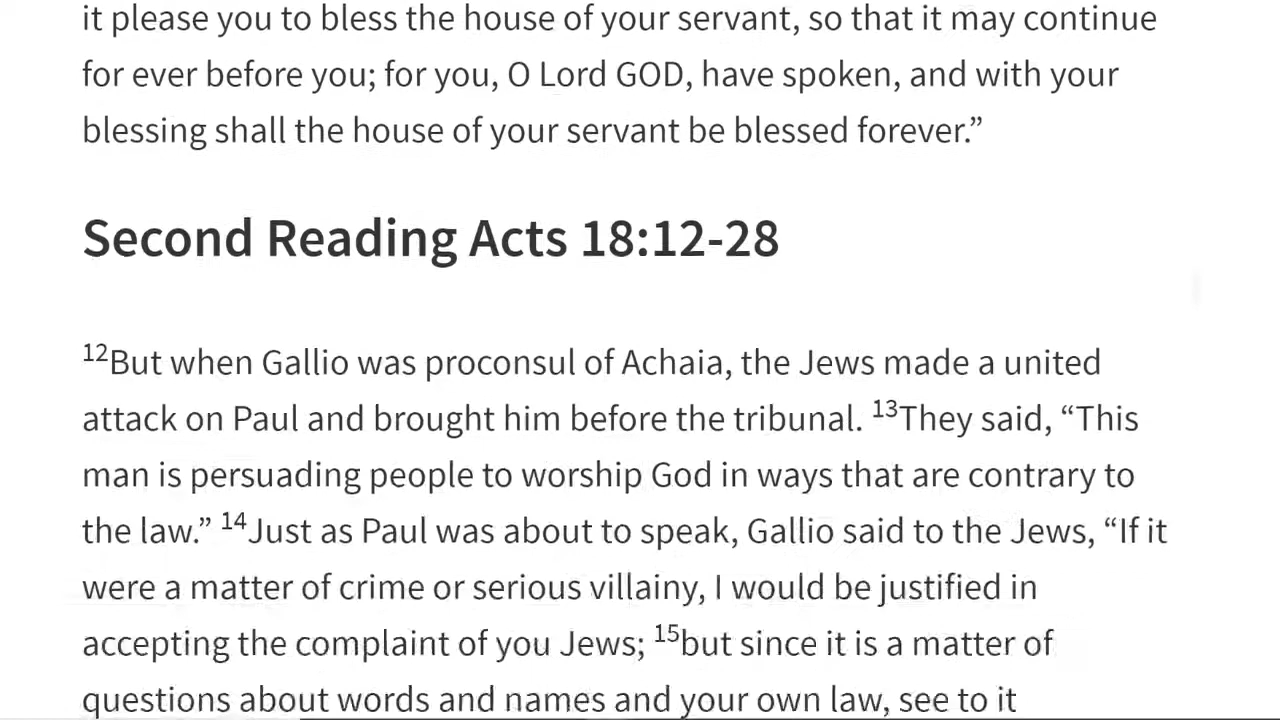 it please you to bless the house of your servant, so that it may continue
for ever before you; for you, O Lord GOD, have spoken, and with your
blessing shall the house of your servant be blessed forever.”
Second Reading Acts 18:12-28
12But when Gallio was proconsul of Achaia, the Jews made a united
attack on Paul and brought him before the tribunal. 13They said, “This
man is persuading people to worship God in ways that are contrary to
the law.” 14Just as Paul was about to speak, Gallio said to the Jews, “If it
were a matter of crime or serious villainy, I would be justified in
accepting the complaint of you Jews; 15but since it is a matter of
questions about words and names and your own law, see to it